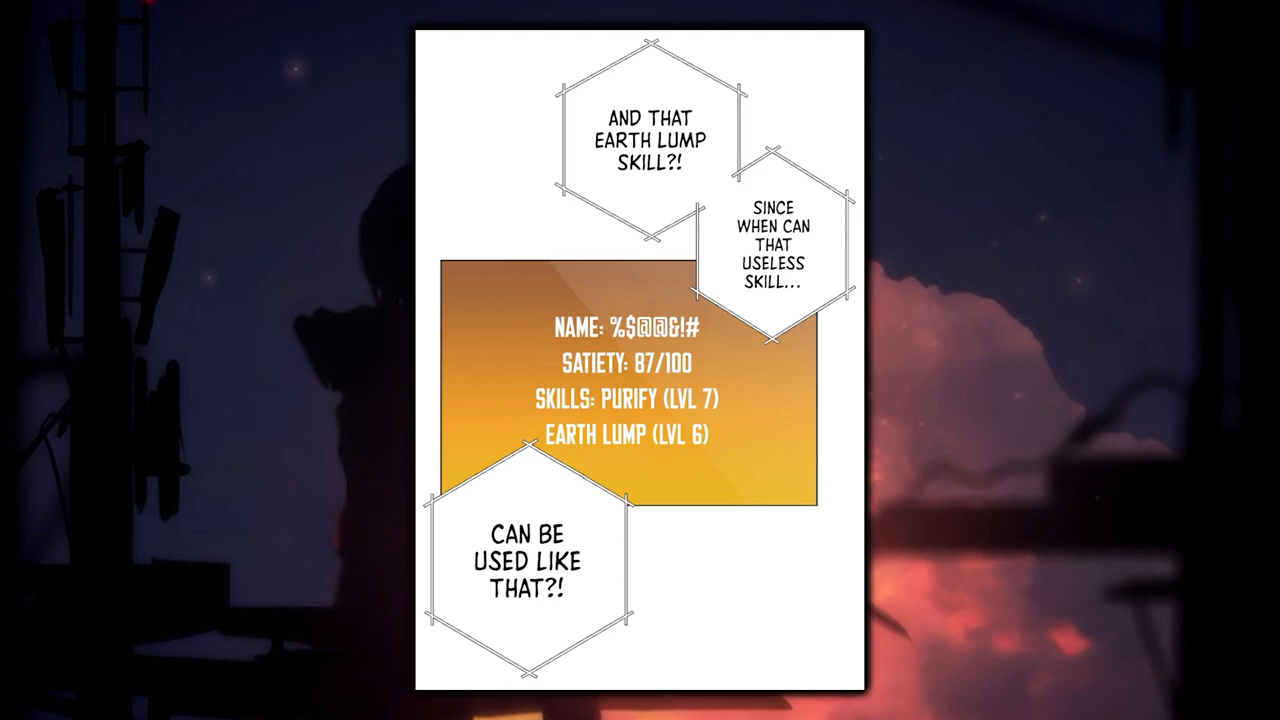 AND THAT
EARTH LUMP
SKILL?!
SINCE
WHEN CAN
THAT
USELESS
SKILL...
NAME: %$@@&!#
SATIETY: 87/100
SKILLS: PURIFY (LVL 7)
EARTH LUMP (LVL 6)
CAN BE
USED LIKE
THAT?!